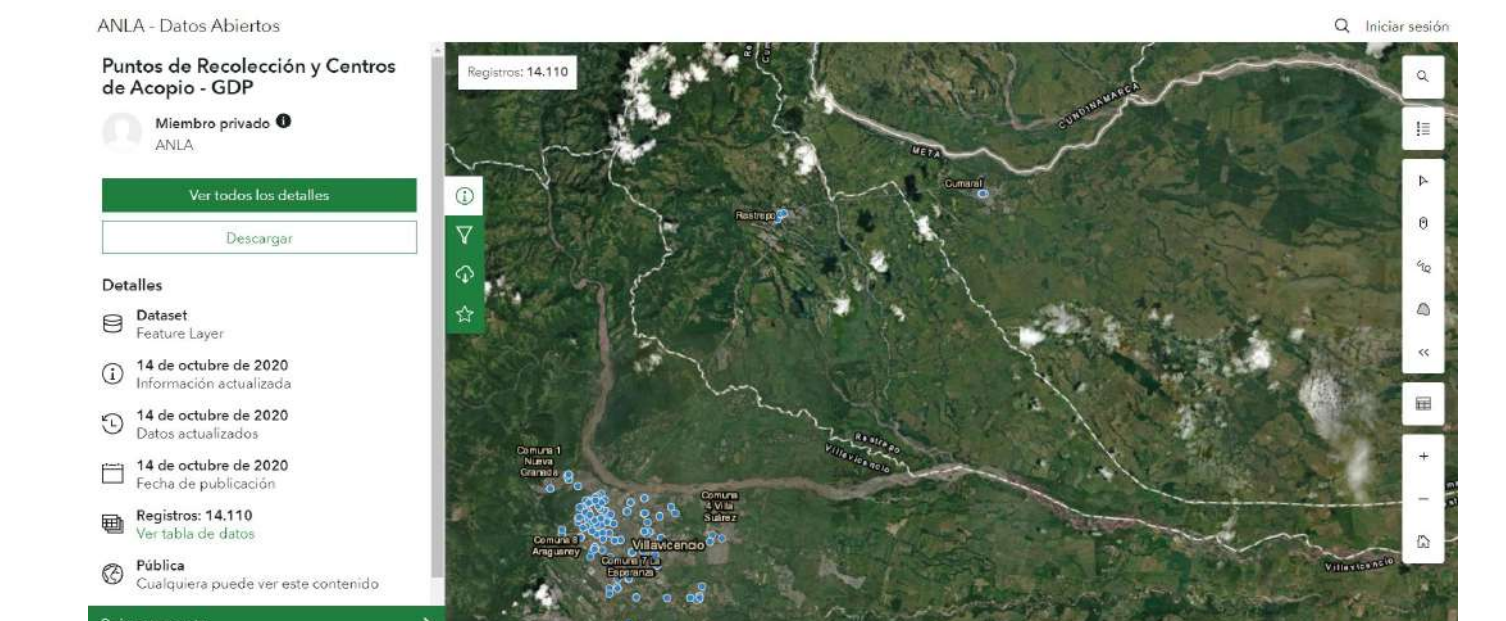 ANLA - Datos Abiertos
Iniciar sesión
Puntos de Recolección y Centros
de Acopio - GDP
Miembro privado
ANLA
Ver todos los detalles
Descargar
Detalles
Dataset
Feature Layer
14 de octubre de 2020
Información actualizada
14 de octubre de 2020
Datos actualizados
14 de octubre de 2020
Fecha de publicación
Registros: 14.110
Ver tabla de datos
Pública
Cualquiera puede ver este contenido
Registros: 14.110
CUNDINAMARCA
META
Cumaral
Restrepo
Restrepo
Villavicencio
Comuna 1
Nueva
Granada
Comuna
4 Villa
Suárez
Comuna 8
Araguaney
Villavicencio
Comuna 7 La
Esperanza
Villavicencio